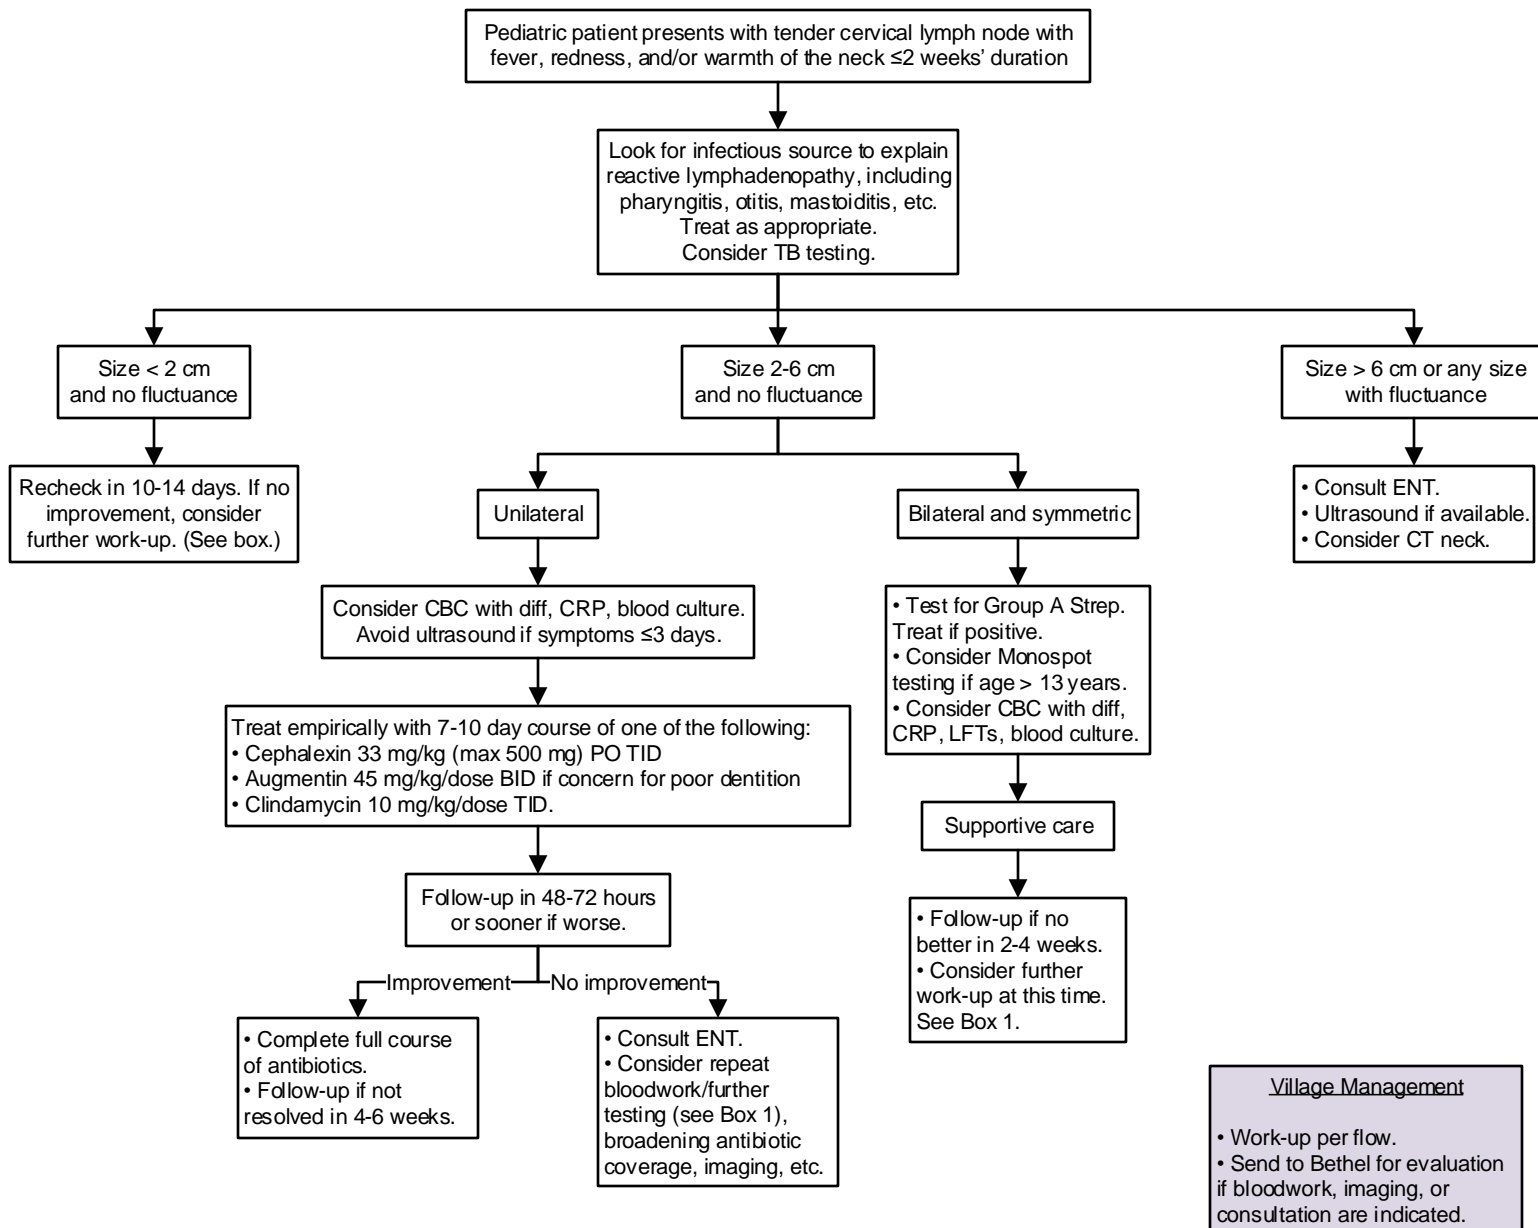 Pediatric patient presents with tender cervical lymph node with
fever, redness, and/or warmth of the neck ≤2 weeks’ duration
Look for infectious source to explain
reactive lymphadenopathy, including
pharyngitis, otitis, mastoiditis, etc.
Treat as appropriate.
Consider TB testing.
Size < 2 cm
and no fluctuance
Size 2-6 cm
and no fluctuance
Size > 6 cm or any size
with fluctuance
Recheck in 10-14 days. If no
improvement, consider
further work-up. (See box.)
Unilateral
Bilateral and symmetric
• Consult ENT.
• Ultrasound if available.
• Consider CT neck.
Consider CBC with diff, CRP, blood culture.
Avoid ultrasound if symptoms ≤3 days.
• Test for Group A Strep.
Treat if positive.
• Consider Monospot
testing if age > 13 years.
• Consider CBC with diff,
CRP, LFTs, blood culture.
Treat empirically with 7-10 day course of one of the following:
• Cephalexin 33 mg/kg (max 500 mg) PO TID
• Augmentin 45 mg/kg/dose BID if concern for poor dentition
• Clindamycin 10 mg/kg/dose TID.
Supportive care
Follow-up in 48-72 hours
or sooner if worse.
• Follow-up if no
better in 2-4 weeks.
• Consider further
work-up at this time.
See Box 1.
Improvement
No improvement
• Complete full course
of antibiotics.
• Follow-up if not
resolved in 4-6 weeks.
• Consult ENT.
• Consider repeat
bloodwork/further
testing (see Box 1),
broadening antibiotic
coverage, imaging, etc.
Village Management
• Work-up per flow.
• Send to Bethel for evaluation
if bloodwork, imaging, or
consultation are indicated.